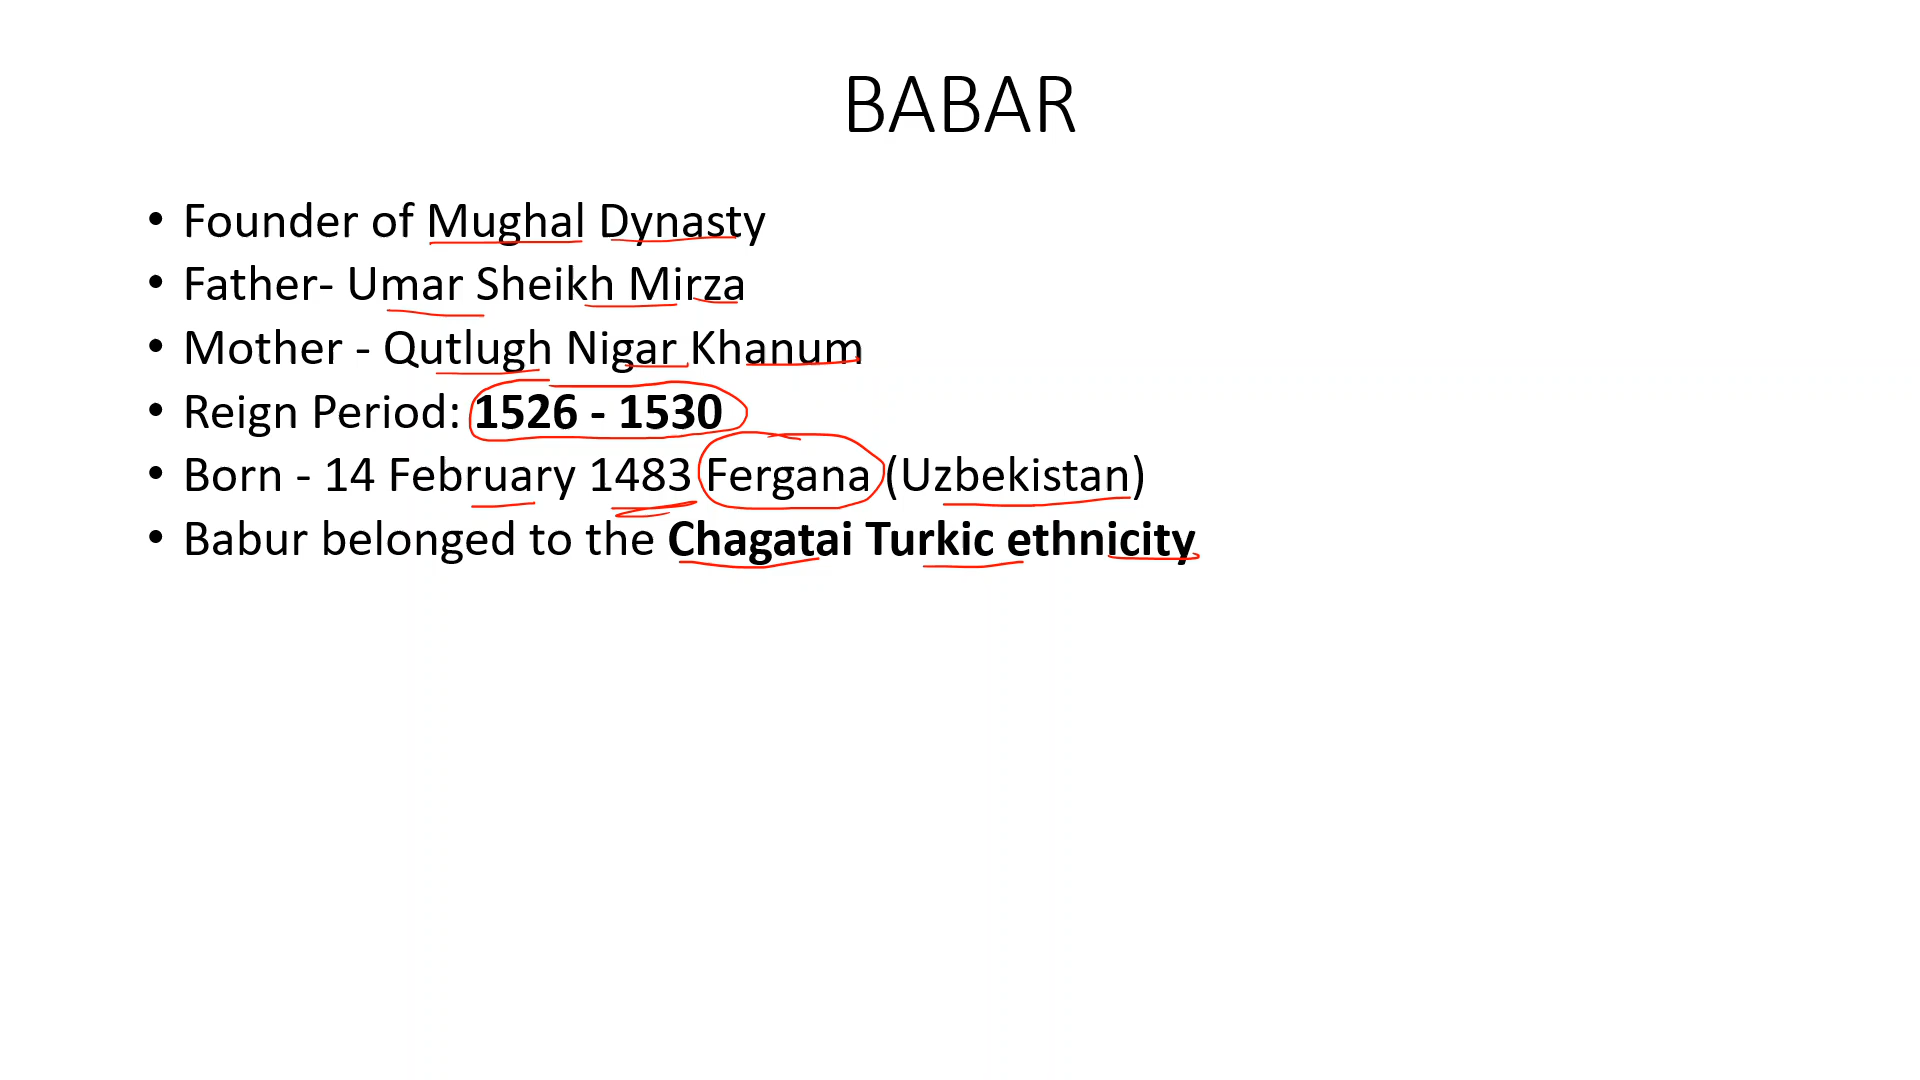 BABAR
• Founder of Mughal Dynasty
• Father- Umar Sheikh Mirza
• Mother - Qutlugh Nigar Khanum
• Reign Period: 1526 - 1530
• Born - 14 February 1483 Fergana (Uzbekistan)
• Babur belonged to the Chagatai Turkic ethnicity